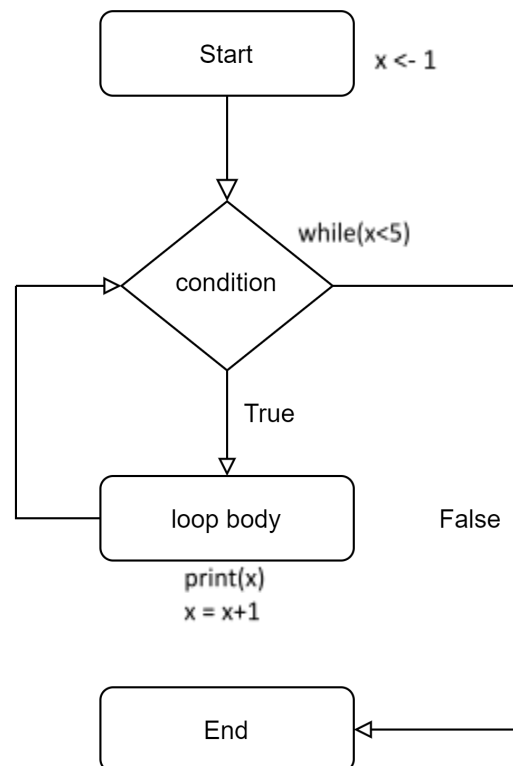 Start
x <- 1
while(x<5)
condition
True
loop body
False
print(x)
x = x+1
End